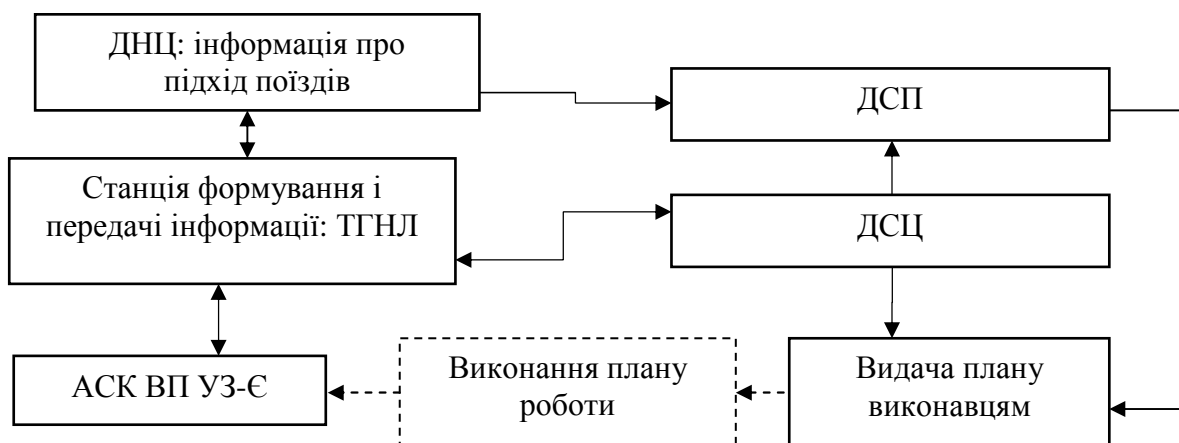 ДНЦ: інформація про
підхід поїздів
ДСП
Станція формування і
передачі інформації: ТГНЛ
ДСЦ
АСК ВП УЗ-Є
Виконання плану
роботи
Видача плану
виконавцям